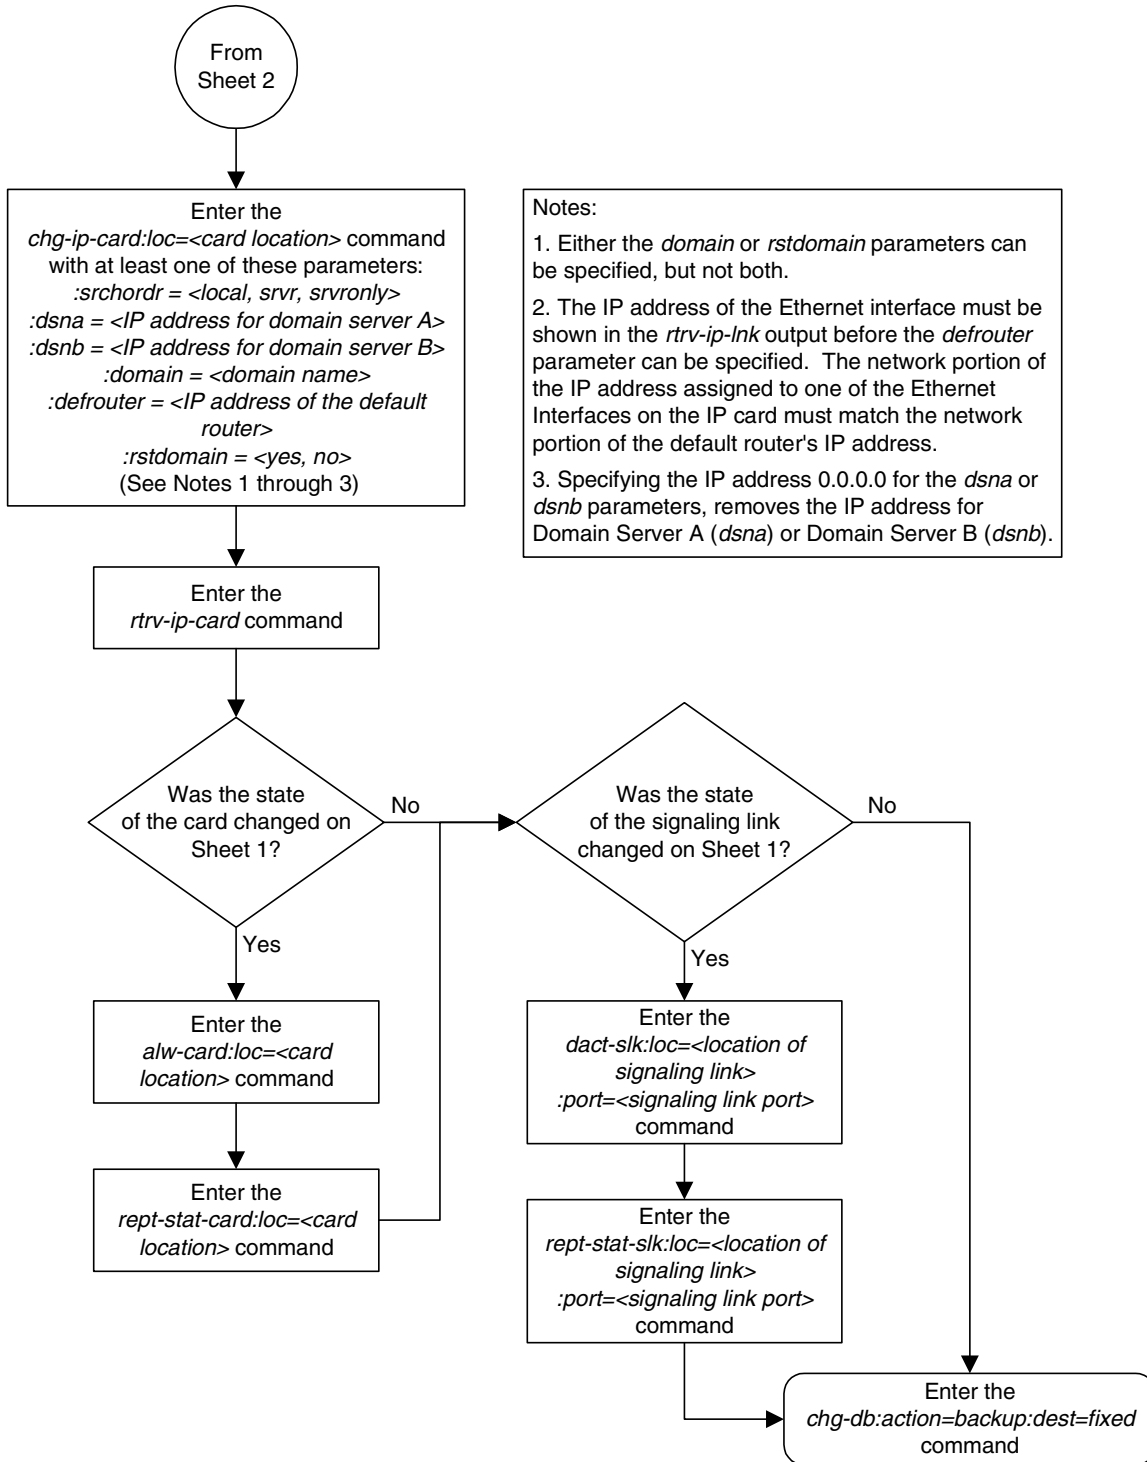 From
Sheet 2
Enter the
chg-ip-card:loc=<card location> command
with at least one of these parameters:
:srchordr = <local, srvr, srvronly>
:dsna = <IP address for domain server A>
:dsnb = <IP address for domain server B>
:domain = <domain name>
:defrouter = <IP address of the default
router>
:rstdomain = <yes, no>
(See Notes 1 through 3)
Notes:
1. Either the domain or rstdomain parameters can
be specified, but not both.
2. The IP address of the Ethernet interface must be
shown in the rtrv-ip-lnk output before the defrouter
parameter can be specified. The network portion of
the IP address assigned to one of the Ethernet
Interfaces on the IP card must match the network
portion of the default router's IP address.
3. Specifying the IP address 0.0.0.0 for the dsna or
dsnb parameters, removes the IP address for
Domain Server A (dsna) or Domain Server B (dsnb).
Enter the
rtrv-ip-card command
Was the state
of the card changed on
Sheet 1?
No
Yes
Was the state
of the signaling link
changed on Sheet 1?
No
Yes
Enter the
alw-card:loc=<card
location> command
Enter the
rept-stat-card:loc=<card
location> command
Enter the
dact-slk:loc=<location of
signaling link>
:port=<signaling link port>
command
Enter the
rept-stat-slk:loc=<location of
signaling link>
:port=<signaling link port>
command
Enter the
chg-db:action=backup:dest=fixed
command